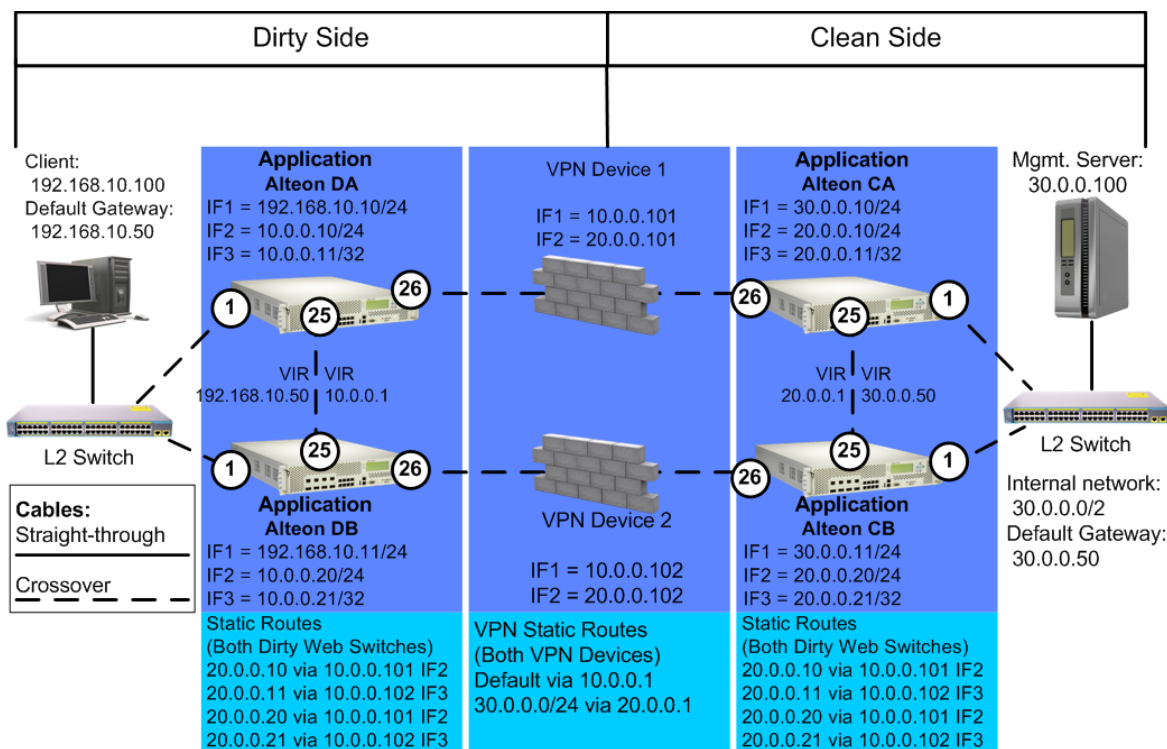 Dirty Side
Clean Side
Client:
192.168.10.100
Default Gateway:
192.168.10.50
Application
Alteon DA
IF1 = 192.168.10.10/24
IF2 = 10.0.0.10/24
IF3 = 10.0.0.11/32
VPN Device 1
IF1 = 10.0.0.101
IF2 = 20.0.0.101
Application
Alteon CA
IF1 = 30.0.0.10/24
IF2 = 20.0.0.10/24
IF3 = 20.0.0.11/32
Mgmt. Server:
30.0.0.100
1
25
26
26
25
1
VIR
192.168.10.50
VIR
10.0.0.1
VIR
20.0.0.1
VIR
30.0.0.50
L2 Switch
L2 Switch
1
25
26
26
25
1
Cables:
Straight-through
Crossover
Application
Alteon DB
IF1 = 192.168.10.11/24
IF2 = 10.0.0.20/24
IF3 = 10.0.0.21/32
VPN Device 2
IF1 = 10.0.0.102
IF2 = 20.0.0.102
Application
Alteon CB
IF1 = 30.0.0.11/24
IF2 = 20.0.0.20/24
IF3 = 20.0.0.21/32
Internal network:
30.0.0.0/2
Default Gateway:
30.0.0.50
Static Routes
(Both Dirty Web Switches)
20.0.0.10 via 10.0.0.101 IF2
20.0.0.11 via 10.0.0.102 IF3
20.0.0.20 via 10.0.0.101 IF2
20.0.0.21 via 10.0.0.102 IF3
VPN Static Routes
(Both VPN Devices)
Default via 10.0.0.1
30.0.0.0/24 via 20.0.0.1
Static Routes
(Both Dirty Web Switches)
20.0.0.10 via 10.0.0.101 IF2
20.0.0.11 via 10.0.0.102 IF3
20.0.0.20 via 10.0.0.101 IF2
20.0.0.21 via 10.0.0.102 IF3